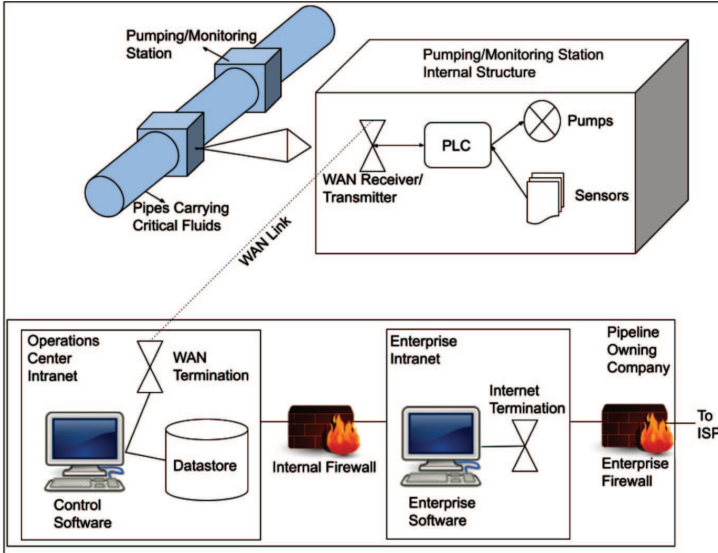 Pumping/Monitoring
Station
Pumping/Monitoring Station
Internal Structure
PLC
Pumps
WAN Receiver/
Transmitter
Sensors
Pipes Carrying
Critical Fluids
WAN Link
Operations
Center
Intranet
WAN
Termination
Datastore
Control
Software
Internal Firewall
Enterprise
Intranet
Internet
Termination
Enterprise
Software
Pipeline
Owning
Company
Enterprise
Firewall
To
ISP